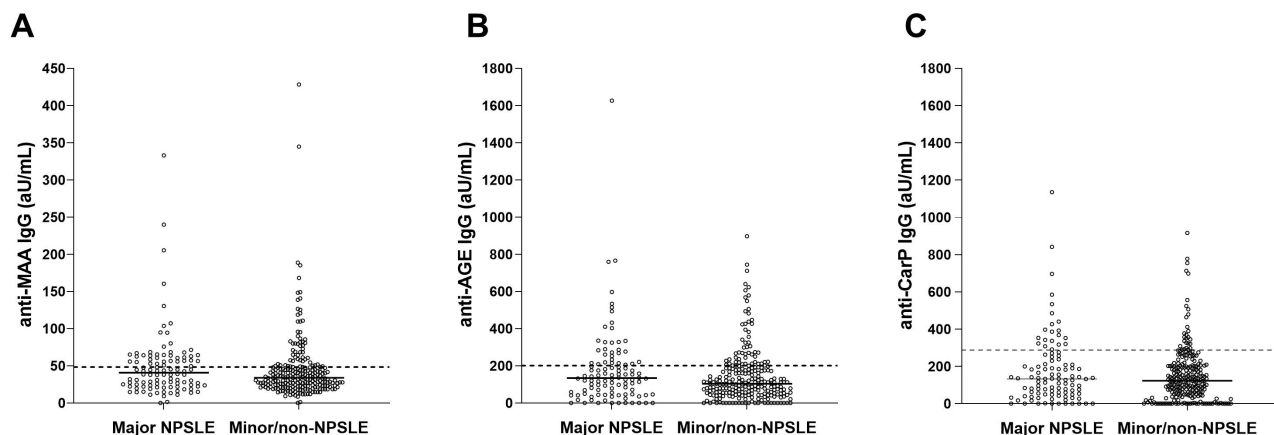 A
anti-MAA IgG (aU/mL)
450
400
350
300
250
200
150
100
50
0
Major NPSLE
Minor/non-NPSLE
B
anti-AGE IgG (aU/mL)
1800
1600
1400
1200
1000
800
600
400
200
0
Major NPSLE
Minor/non-NPSLE
C
anti-CarP IgG (aU/mL)
1800
1600
1400
1200
1000
800
600
400
200
0
Major NPSLE
Minor/non-NPSLE